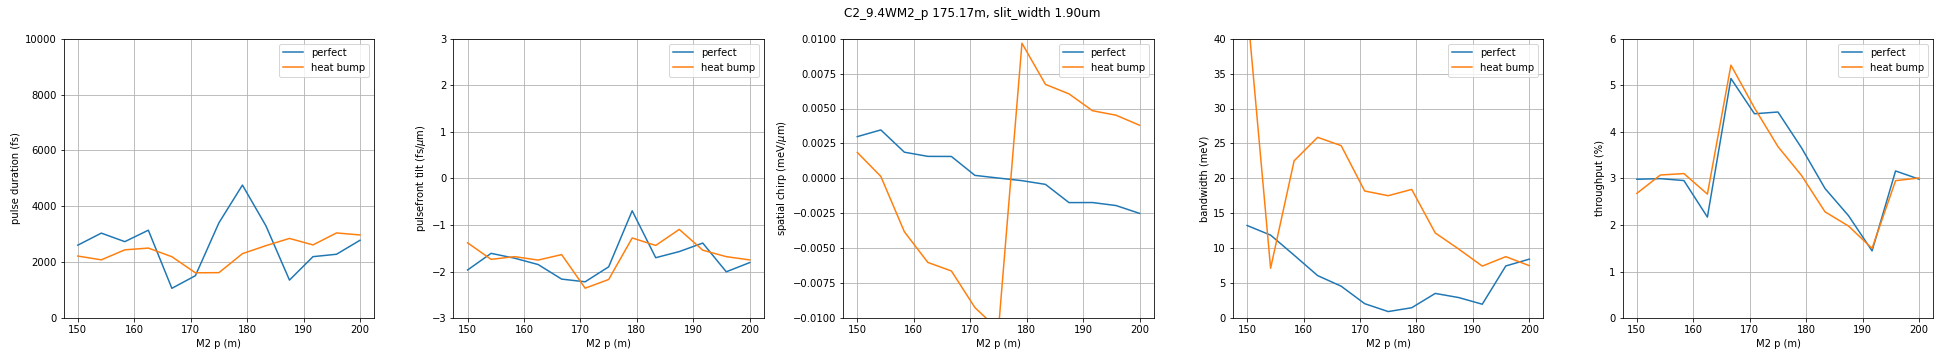 C2_9.4WM2_p 175.17m, slit_width 1.90um
pulse duration (fs)
10000
8000
6000
4000
2000
0
150 160 170 180 190 200
M2 p (m)
perfect
heat bump
pulsefront tilt (fs/μm)
3
2
1
0
−1
−2
−3
150 160 170 180 190 200
M2 p (m)
perfect
heat bump
spatial chirp (meV/μm)
0.0100
0.0075
0.0050
0.0025
0.0000
−0.0025
−0.0050
−0.0075
−0.0100
150 160 170 180 190 200
M2 p (m)
perfect
heat bump
bandwidth (meV)
40
35
30
25
20
15
10
5
0
150 160 170 180 190 200
M2 p (m)
perfect
heat bump
throughput (%)
6
5
4
3
2
1
0
150 160 170 180 190 200
M2 p (m)
perfect
heat bump